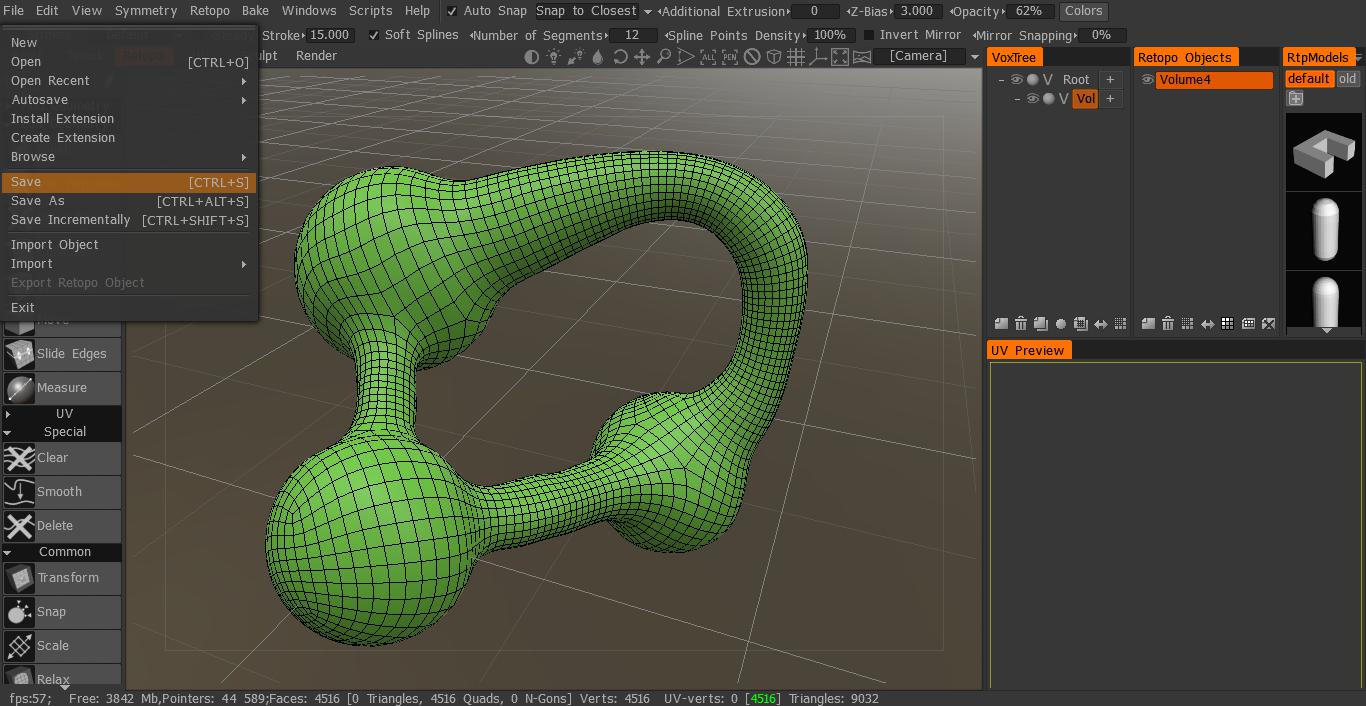 File Edit View Symmetry Retopo Bake Windows Scripts Help Auto Snap Snap to Closest Additional Extrusion 0 Z-Bias 3.000 Opacity 62% Colors
Stroke 15.000 Soft Splines Number of Segments 12 Spline Points Density 100% Invert Mirror Mirror Snapping 0%
Render ALL PEN [Camera]
New
Open [CTRL+O]
Open Recent
Autosave
Install Extension
Create Extension
Browse
Save [CTRL+S]
Save As [CTRL+ALT+S]
Save Incrementally [CTRL+SHIFT+S]
Import Object
Import
Export Retopo Object
Exit
Move
Slide Edges
Measure
UV
Special
Clear
Smooth
Delete
Common
Transform
Snap
Scale
Relax
VoxTree
– V Root +
– V Vol +
Retopo Objects
Volume4
RtpModels
default old
UV Preview
fps:57; Free: 3842 Mb,Pointers: 44 589;Faces: 4516 [0 Triangles, 4516 Quads, 0 N-Gons] Verts: 4516 UV-verts: 0 [4516] Triangles: 9032